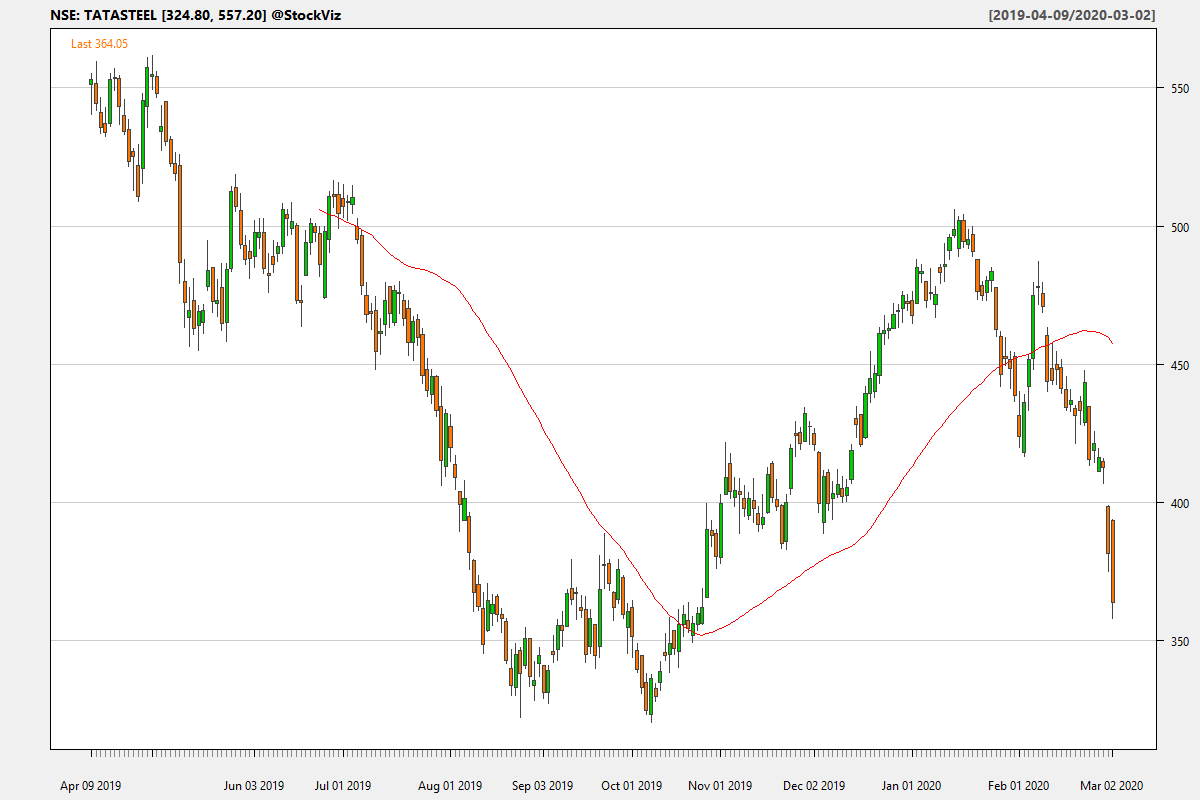 NSE: TATASTEEL [324.80, 557.20] @StockViz [2019-04-09/2020-03-02]
Last 364.05
550
500
450
400
350
Apr 09 2019 Jun 03 2019 Jul 01 2019 Aug 01 2019 Sep 03 2019 Oct 01 2019 Nov 01 2019 Dec 02 2019 Jan 01 2020 Feb 01 2020 Mar 02 2020